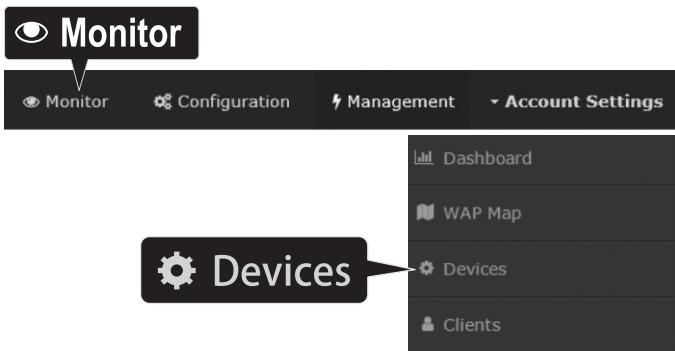 Monitor
Monitor Configuration Management Account Settings
Dashboard
WAP Map
Devices
Devices
Clients